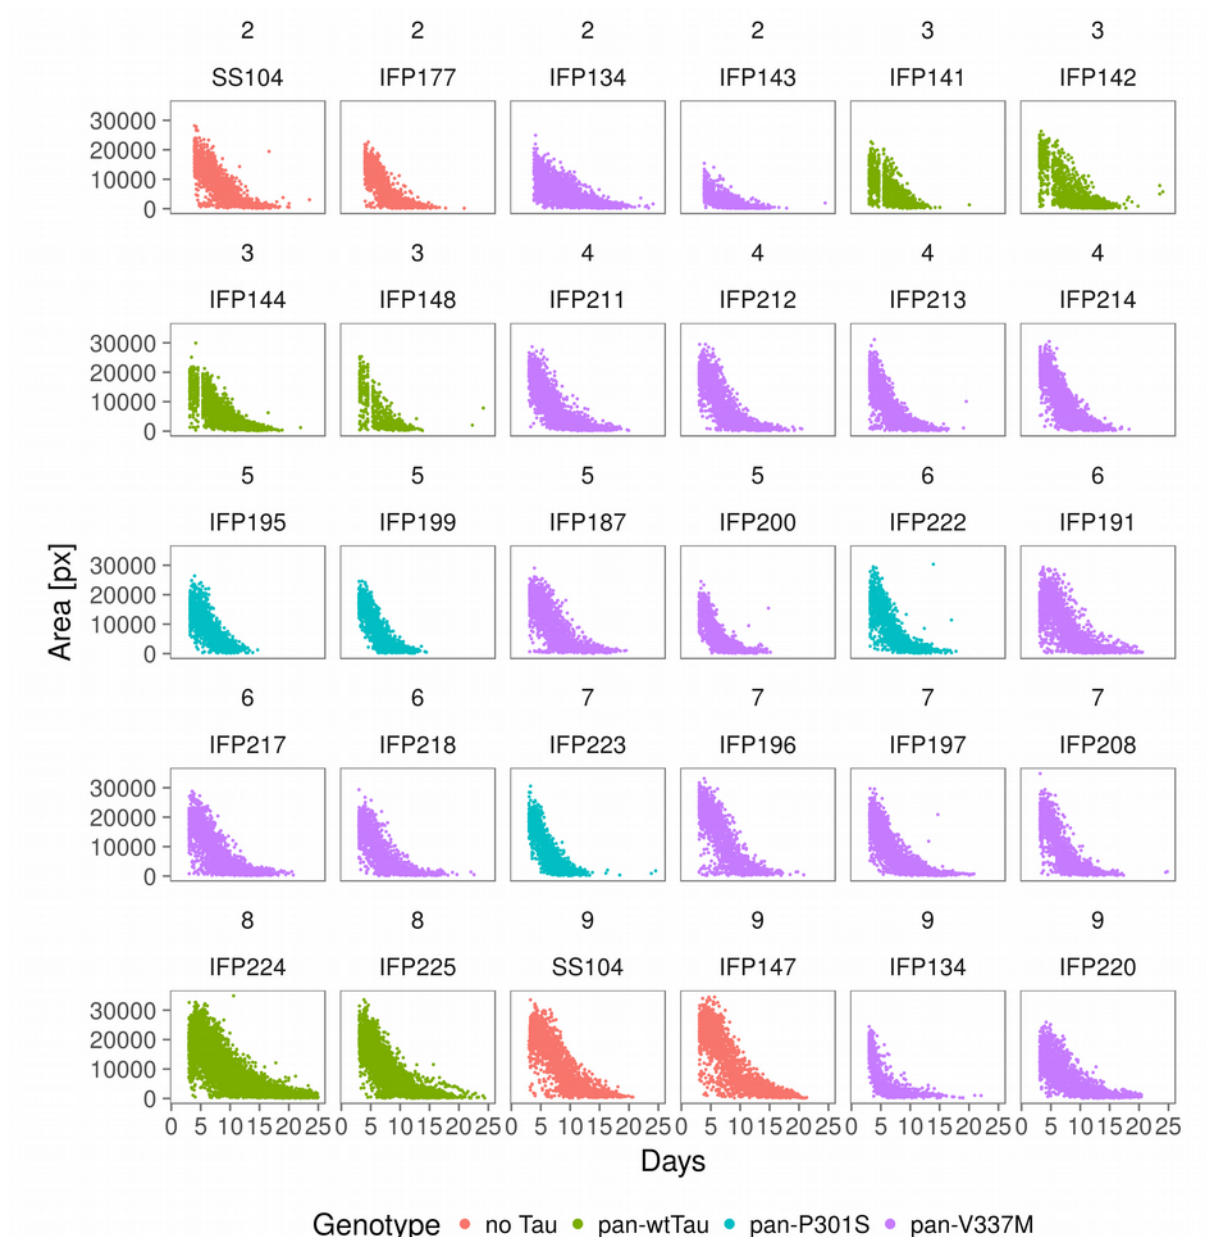 2 2 2 2 3 3
SS104 IFP177 IFP134 IFP143 IFP141 IFP142
30000
20000
10000
0
3 3 4 4 4 4
IFP144 IFP148 IFP211 IFP212 IFP213 IFP214
30000
20000
10000
0
5 5 5 5 6 6
IFP195 IFP199 IFP187 IFP200 IFP222 IFP191
30000
20000
10000
0
Area [px]
6 6 7 7 7 7
IFP217 IFP218 IFP223 IFP196 IFP197 IFP208
30000
20000
10000
0
8 8 9 9 9 9
IFP224 IFP225 SS104 IFP147 IFP134 IFP220
30000
20000
10000
0
0 5 10 15 20 25 0 5 10 15 20 25 0 5 10 15 20 25 0 5 10 15 20 25 0 5 10 15 20 25 0 5 10 15 20 25
Days
Genotype no Tau pan-wtTau pan-P301S pan-V337M